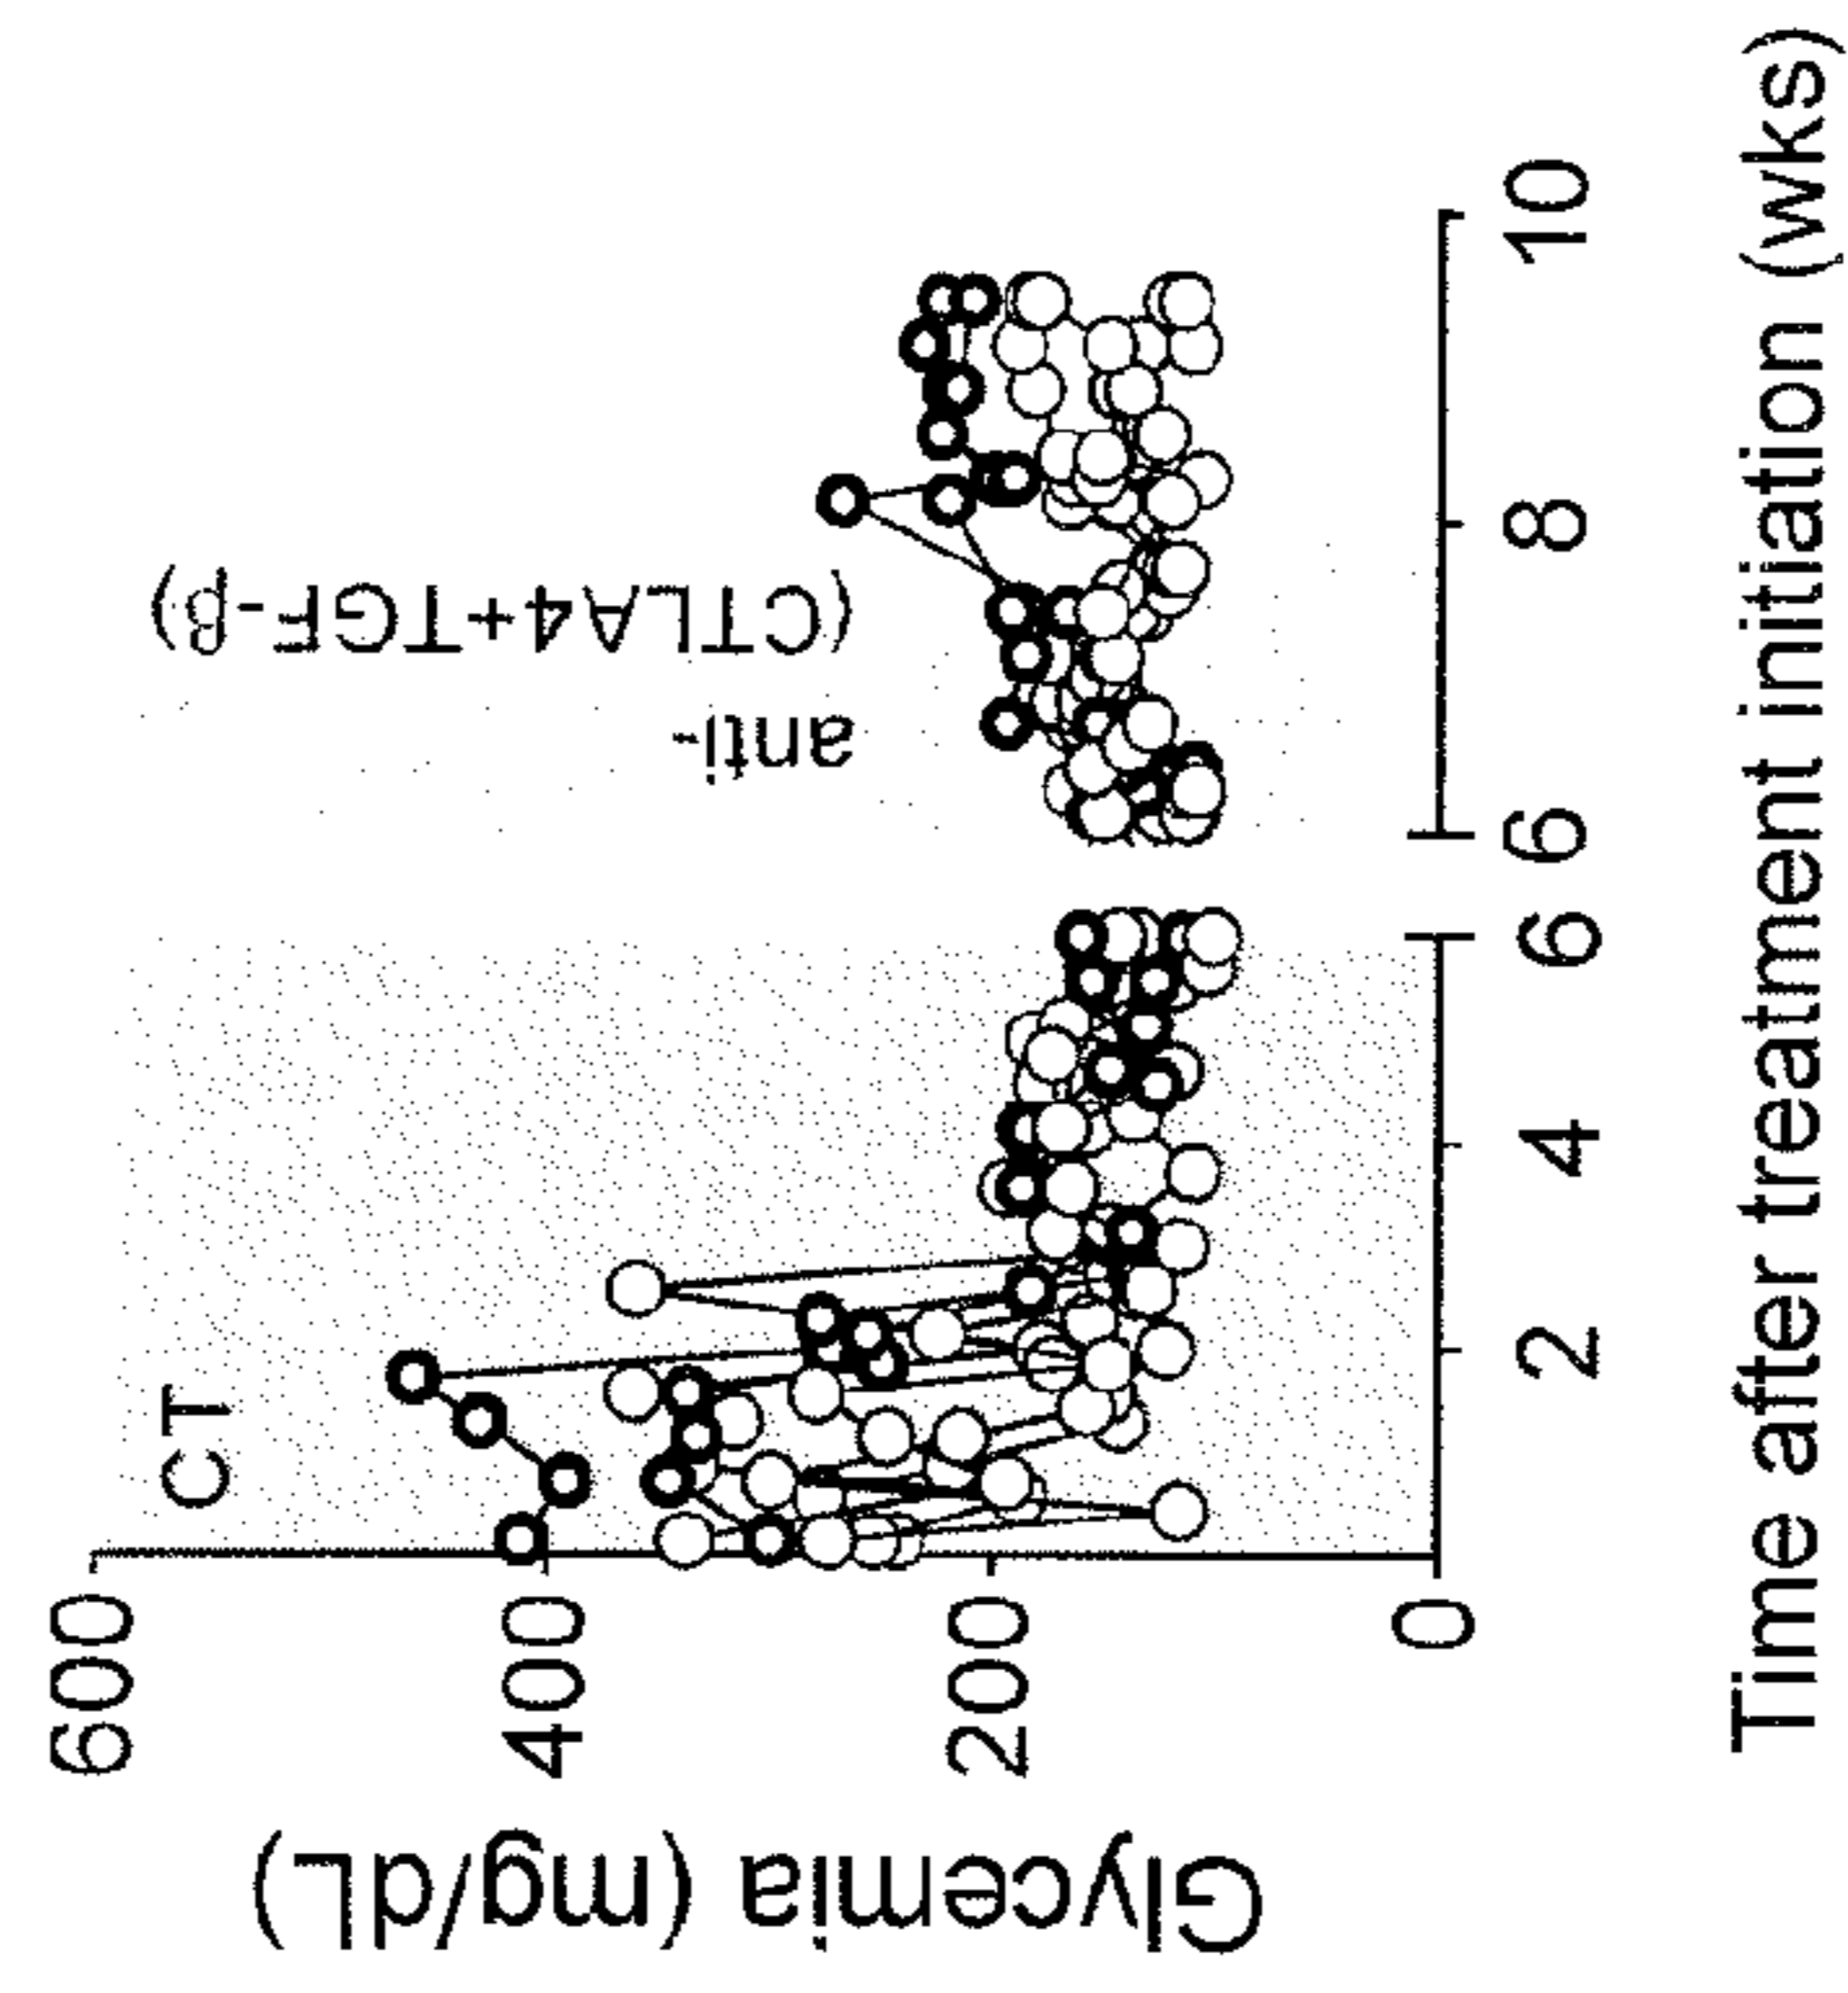 Glycemia (mg/dL)
600
400
200
0
CT
anti-
(CTLA4+TGF-β)
2
4
6
6
8
10
Time after treatment initiation (wks)